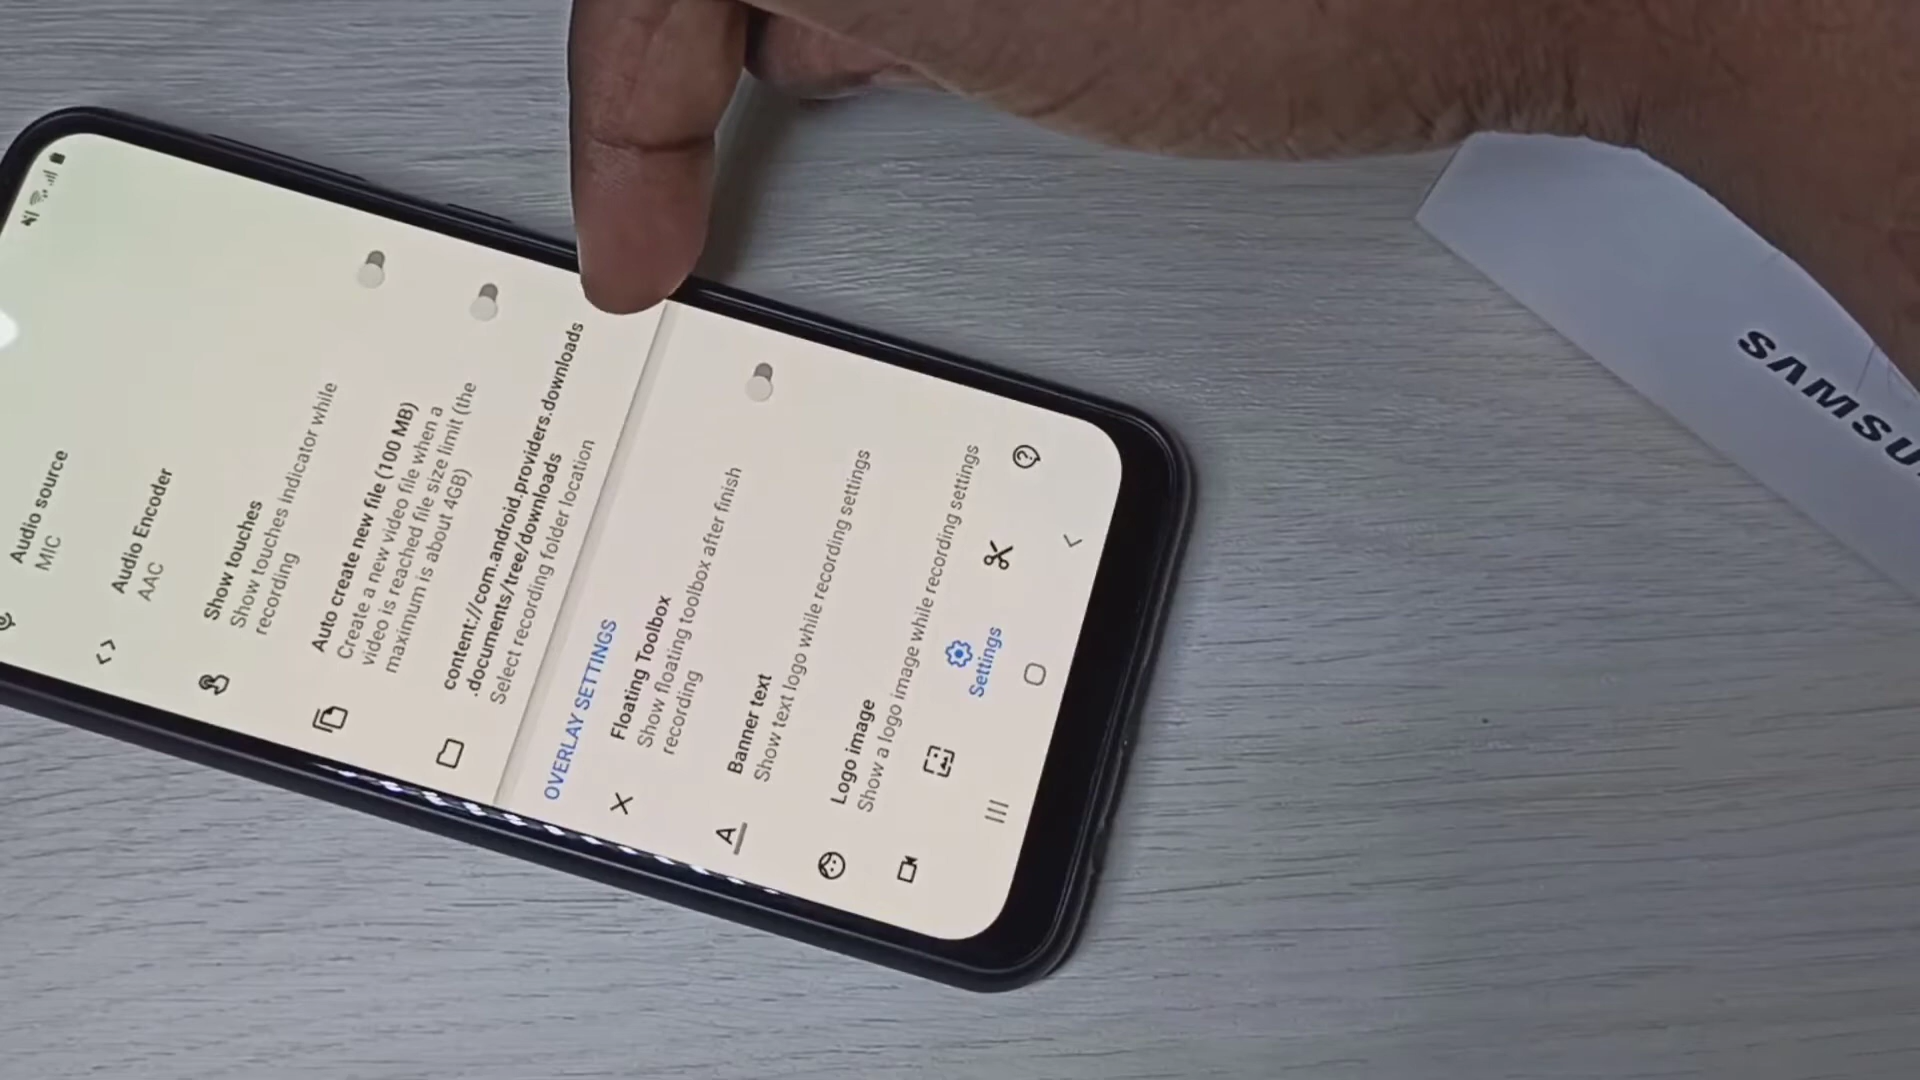 Audio source
MIC
Audio Encoder
AAC
Show touches
Show touches indicator while
recording
Auto create new file (100 MB)
Create a new video file when a
video is reached file size limit (the
maximum is about 4GB)
content://com.android.providers.downloads
.documents/tree/downloads
Select recording folder location
OVERLAY SETTINGS
Floating Toolbox
Show floating toolbox after finish
recording
Banner text
Show text logo while recording settings
Logo image
Show a logo image while recording settings
Settings
SAMSU